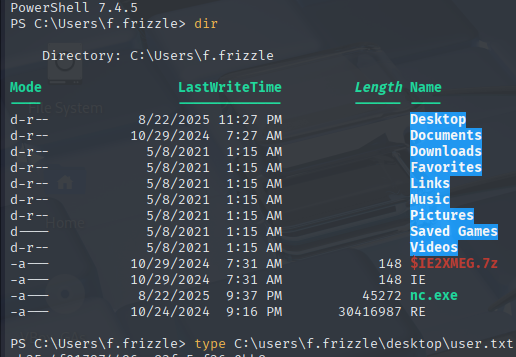 PowerShell 7.4.5
PS C:\Users\f.frizzle> dir
Directory: C:\Users\f.frizzle
Mode LastWriteTime Length Name
d-r-- 8/22/2025 11:27 PM Desktop
d-r-- 10/29/2024 7:27 AM Documents
d-r-- 5/8/2021 1:15 AM Downloads
d-r-- 5/8/2021 1:15 AM Favorites
d-r-- 5/8/2021 1:15 AM Links
d-r-- 5/8/2021 1:15 AM Music
d-r-- 5/8/2021 1:15 AM Pictures
d---- 5/8/2021 1:15 AM Saved Games
d-r-- 5/8/2021 1:15 AM Videos
-a--- 10/29/2024 7:31 AM 148 $IE2XMEG.7z
-a--- 10/29/2024 7:31 AM 148 IE
-a--- 8/22/2025 9:37 PM 45272 nc.exe
-a--- 10/24/2024 9:16 PM 30416987 RE
PS C:\Users\f.frizzle> type C:\users\f.frizzle\desktop\user.txt